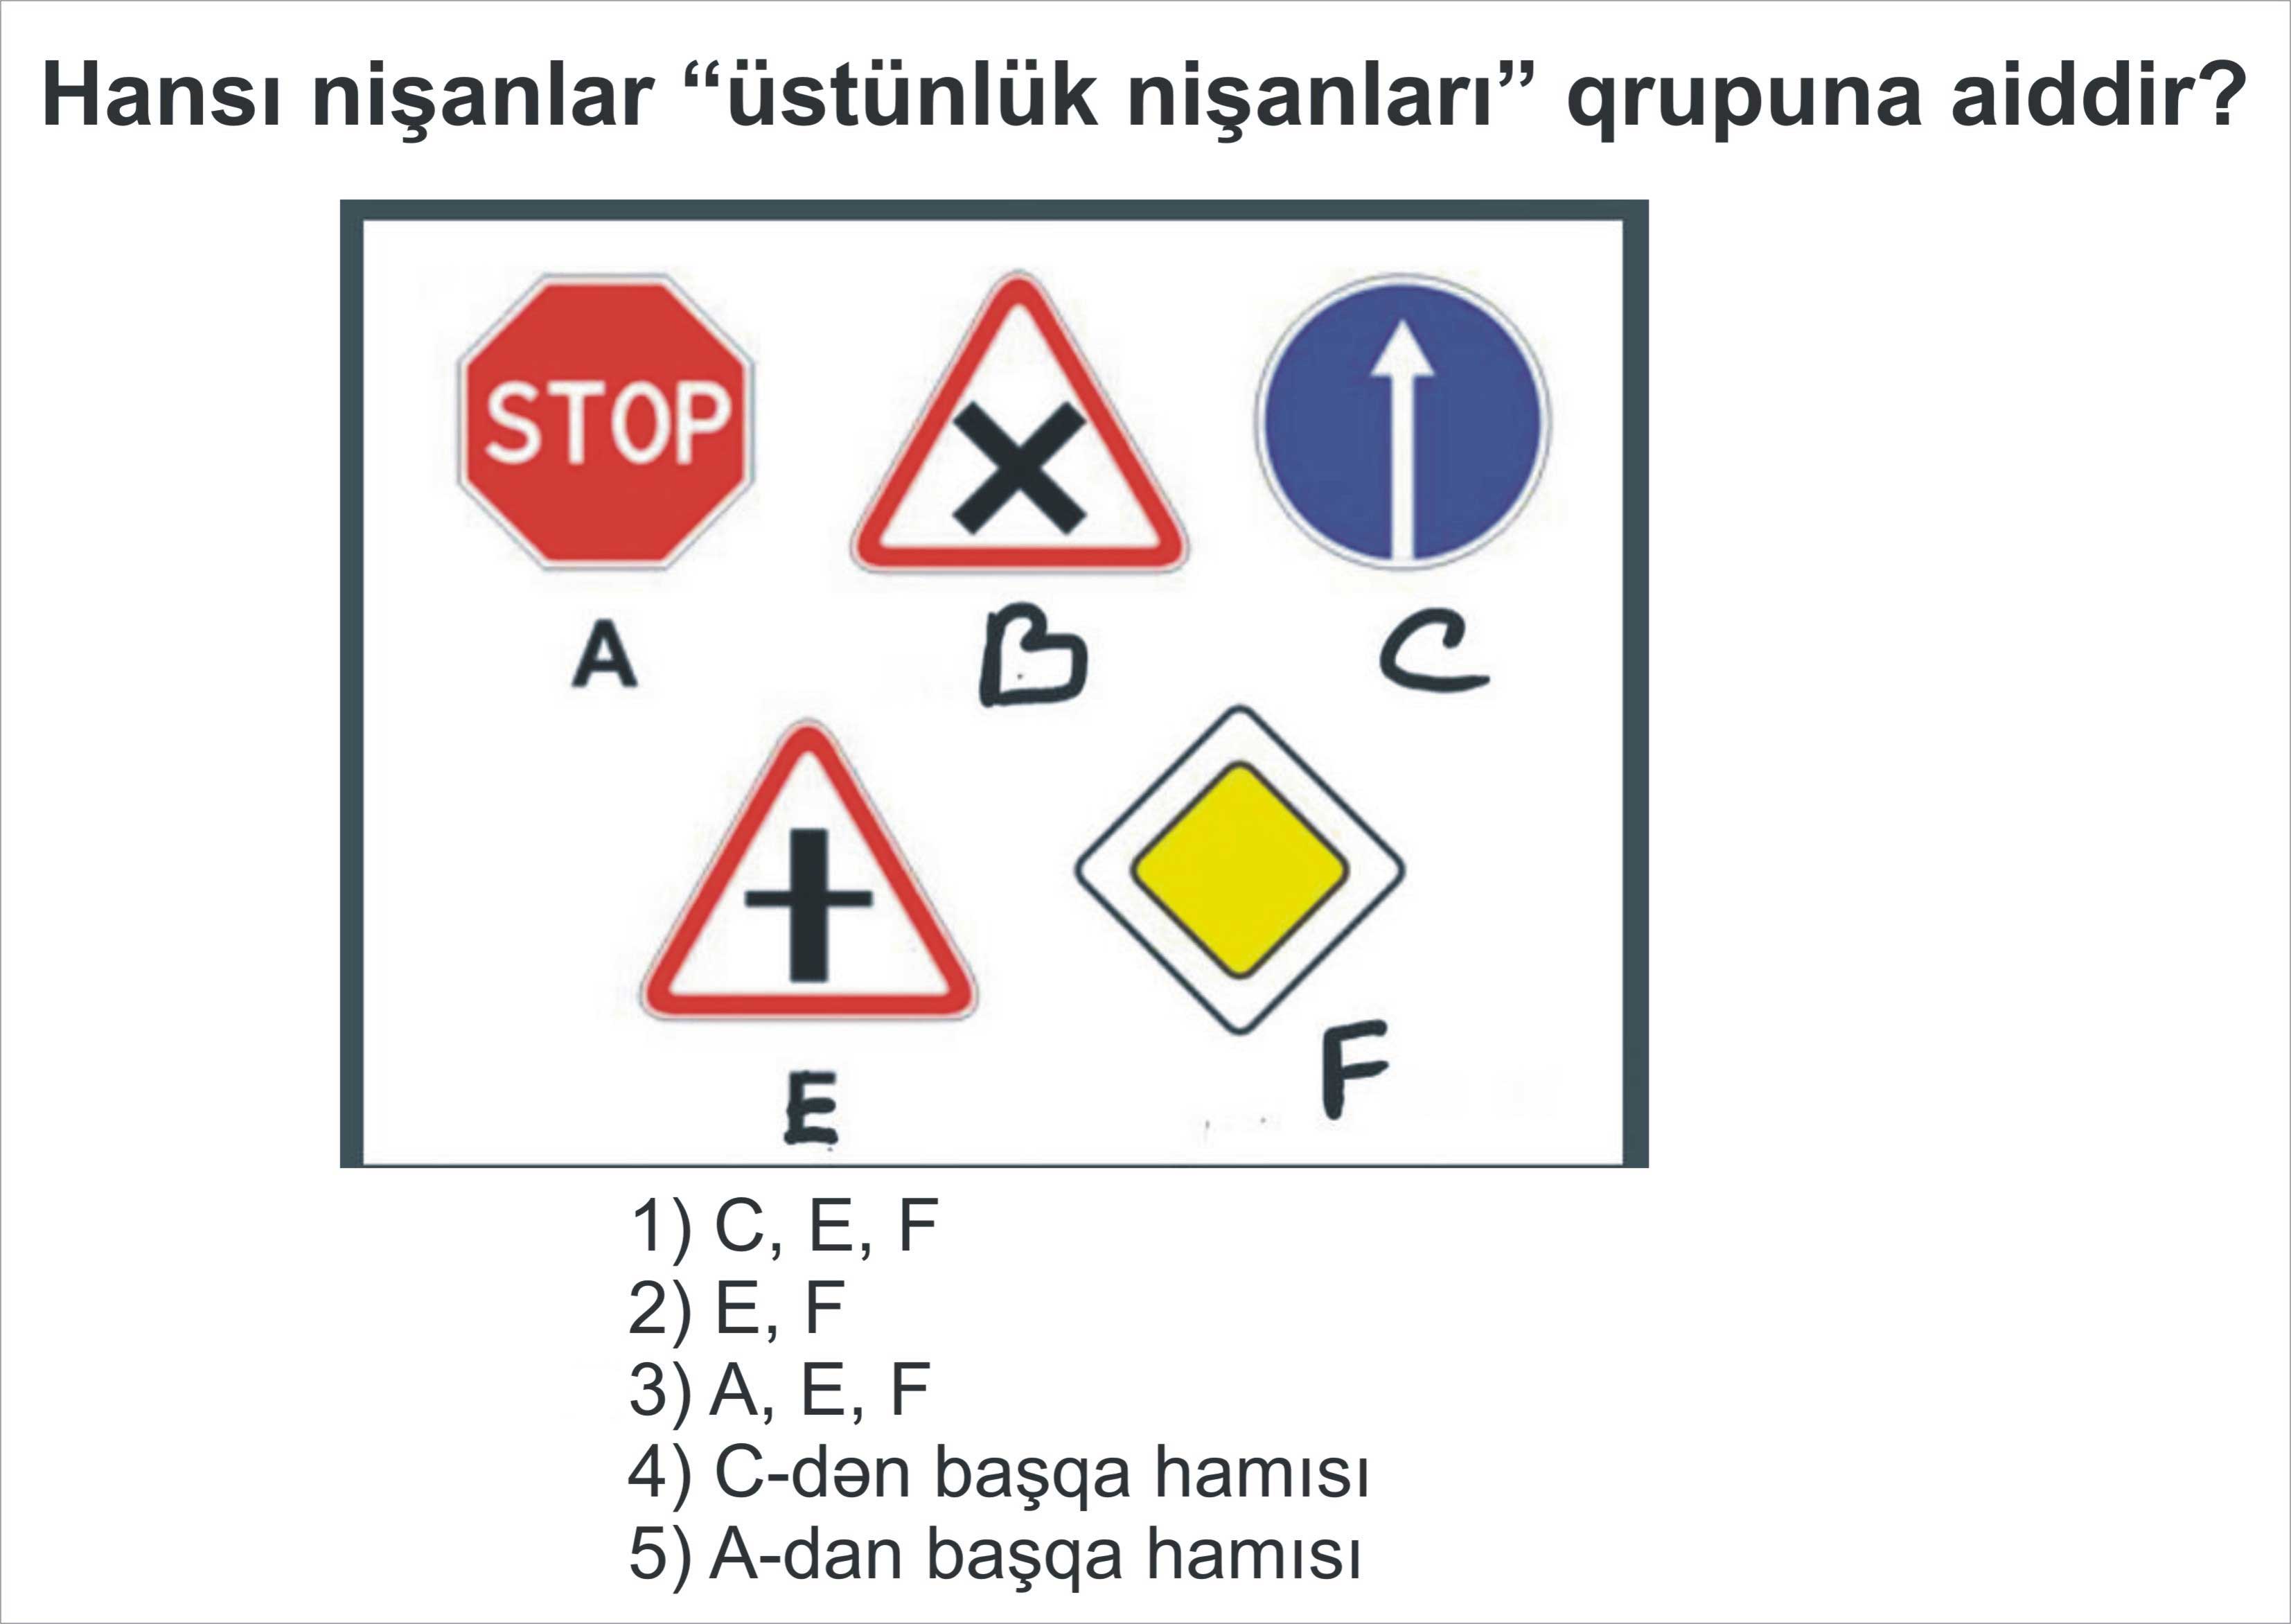 Hansı nişanlar “üstünlük nişanları” qrupuna aiddir?
STOP
A
B
C
E
F
1) C, E, F
2) E, F
3) A, E, F
4) C-dən başqa hamısı
5) A-dan başqa hamısı